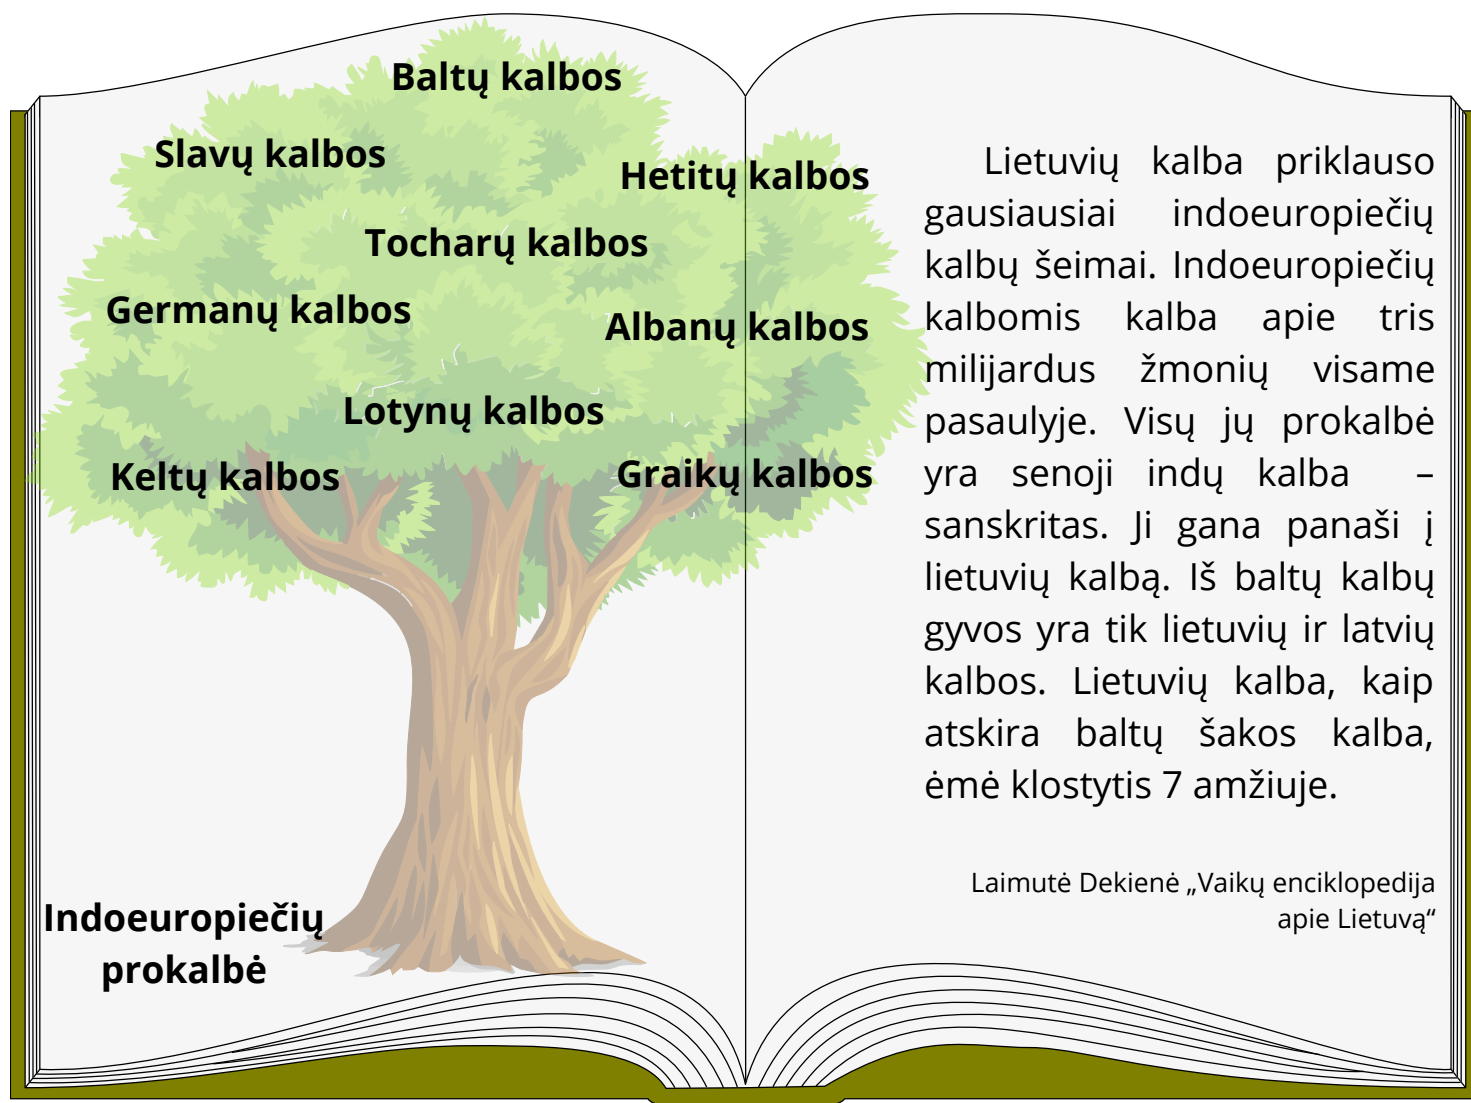 Baltų kalbos
Slavų kalbos
Hetitų kalbos
Tocharų kalbos
Germanų kalbos
Albanų kalbos
Lotynų kalbos
Keltų kalbos
Graikų kalbos
Indoeuropiečių
prokalbė
Lietuvių kalba priklauso
gausiausiai indoeuropiečių
kalbų šeimai. Indoeuropiečių
kalbomis kalba apie tris
milijardus žmonių visame
pasaulyje. Visų jų prokalbė
yra senoji indų kalba –
sanskritas. Ji gana panaši į
lietuvių kalbą. Iš baltų kalbų
gyvos yra tik lietuvių ir latvių
kalbos. Lietuvių kalba, kaip
atskira baltų šakos kalba,
ėmė klostytis 7 amžiuje.
Laimutė Dekienė „Vaikų enciklopedija
apie Lietuvą“